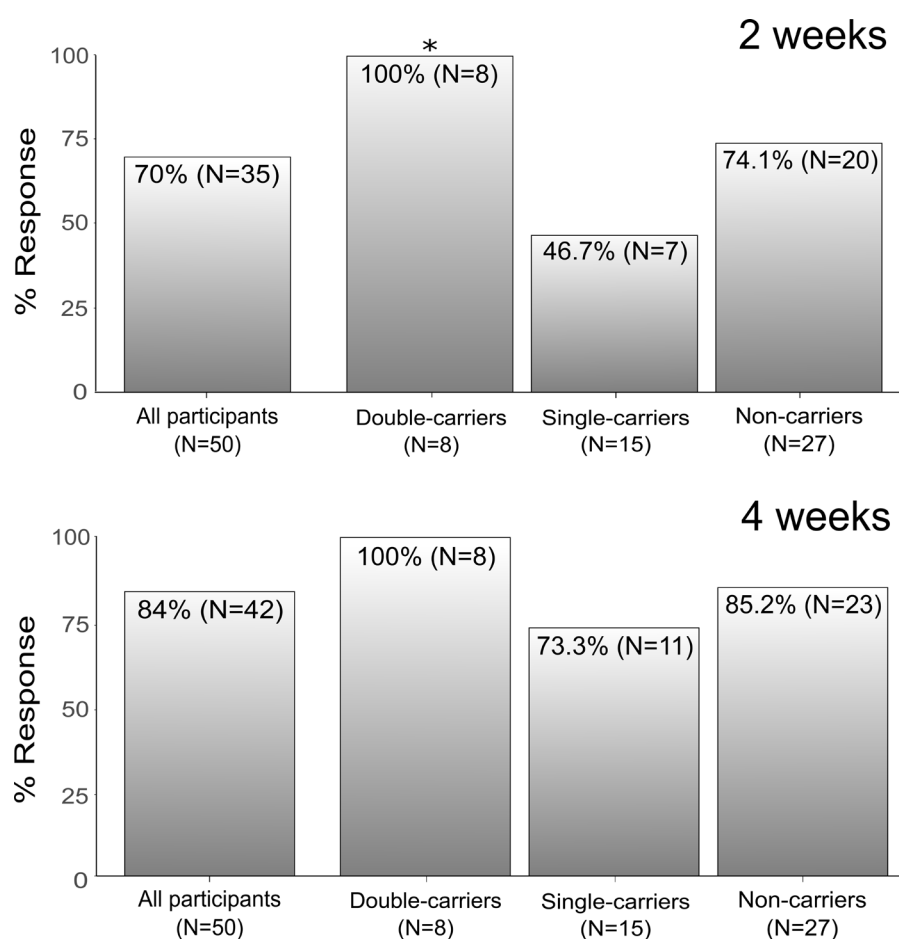 2 weeks
% Response
100
75
50
25
0
*
70% (N=35)
100% (N=8)
46.7% (N=7)
74.1% (N=20)
All participants
(N=50)
Double-carriers
(N=8)
Single-carriers
(N=15)
Non-carriers
(N=27)
4 weeks
% Response
100
75
50
25
0
84% (N=42)
100% (N=8)
73.3% (N=11)
85.2% (N=23)
All participants
(N=50)
Double-carriers
(N=8)
Single-carriers
(N=15)
Non-carriers
(N=27)